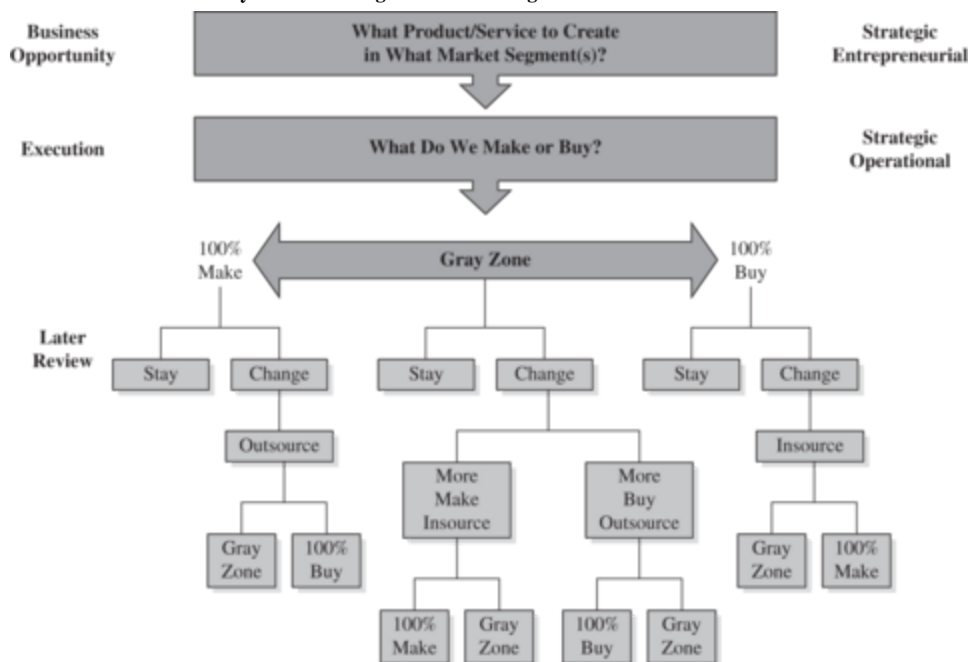 Business
Opportunity
What Product/Service to Create
in What Market Segment(s)?
Strategic
Entrepreneurial
Execution
What Do We Make or Buy?
Strategic
Operational
100%
Make
Gray Zone
100%
Buy
Later
Review
Stay
Change
Stay
Change
Stay
Change
Outsource
Insource
More
Make
Insource
More
Buy
Outsource
Gray
Zone
100%
Buy
Gray
Zone
100%
Make
100%
Make
Gray
Zone
100%
Buy
Gray
Zone